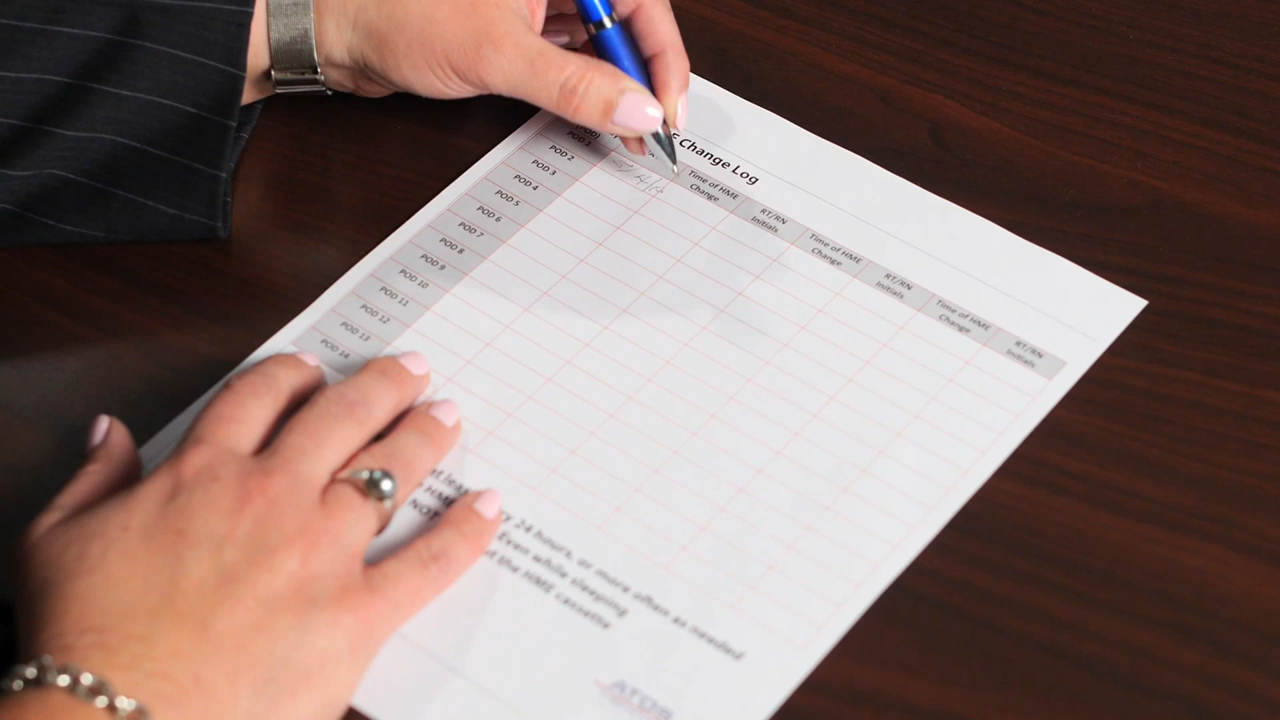 Change Log
(POD)
Time of HME Change
RT/RN Initials
Time of HME Change
RT/RN Initials
Time of HME Change
RT/RN Initials
POD 1
POD 2
POD 3
POD 4
POD 5
POD 6
POD 7
POD 8
POD 9
POD 10
POD 11
POD 12
POD 13
POD 14
24 hours, or more often as needed
HME Even while sleeping
NOT the HME cassette
ATOS